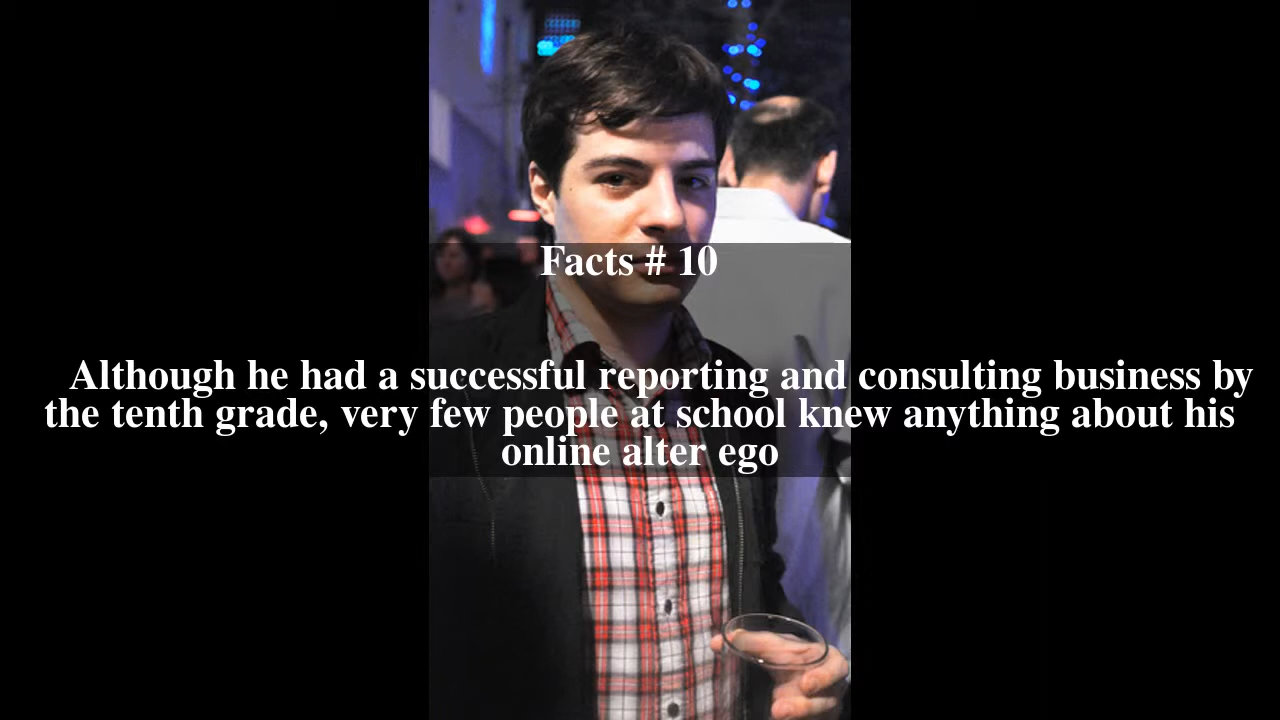 Facts # 10
Although he had a successful reporting and consulting business by
the tenth grade, very few people at school knew anything about his
online alter ego